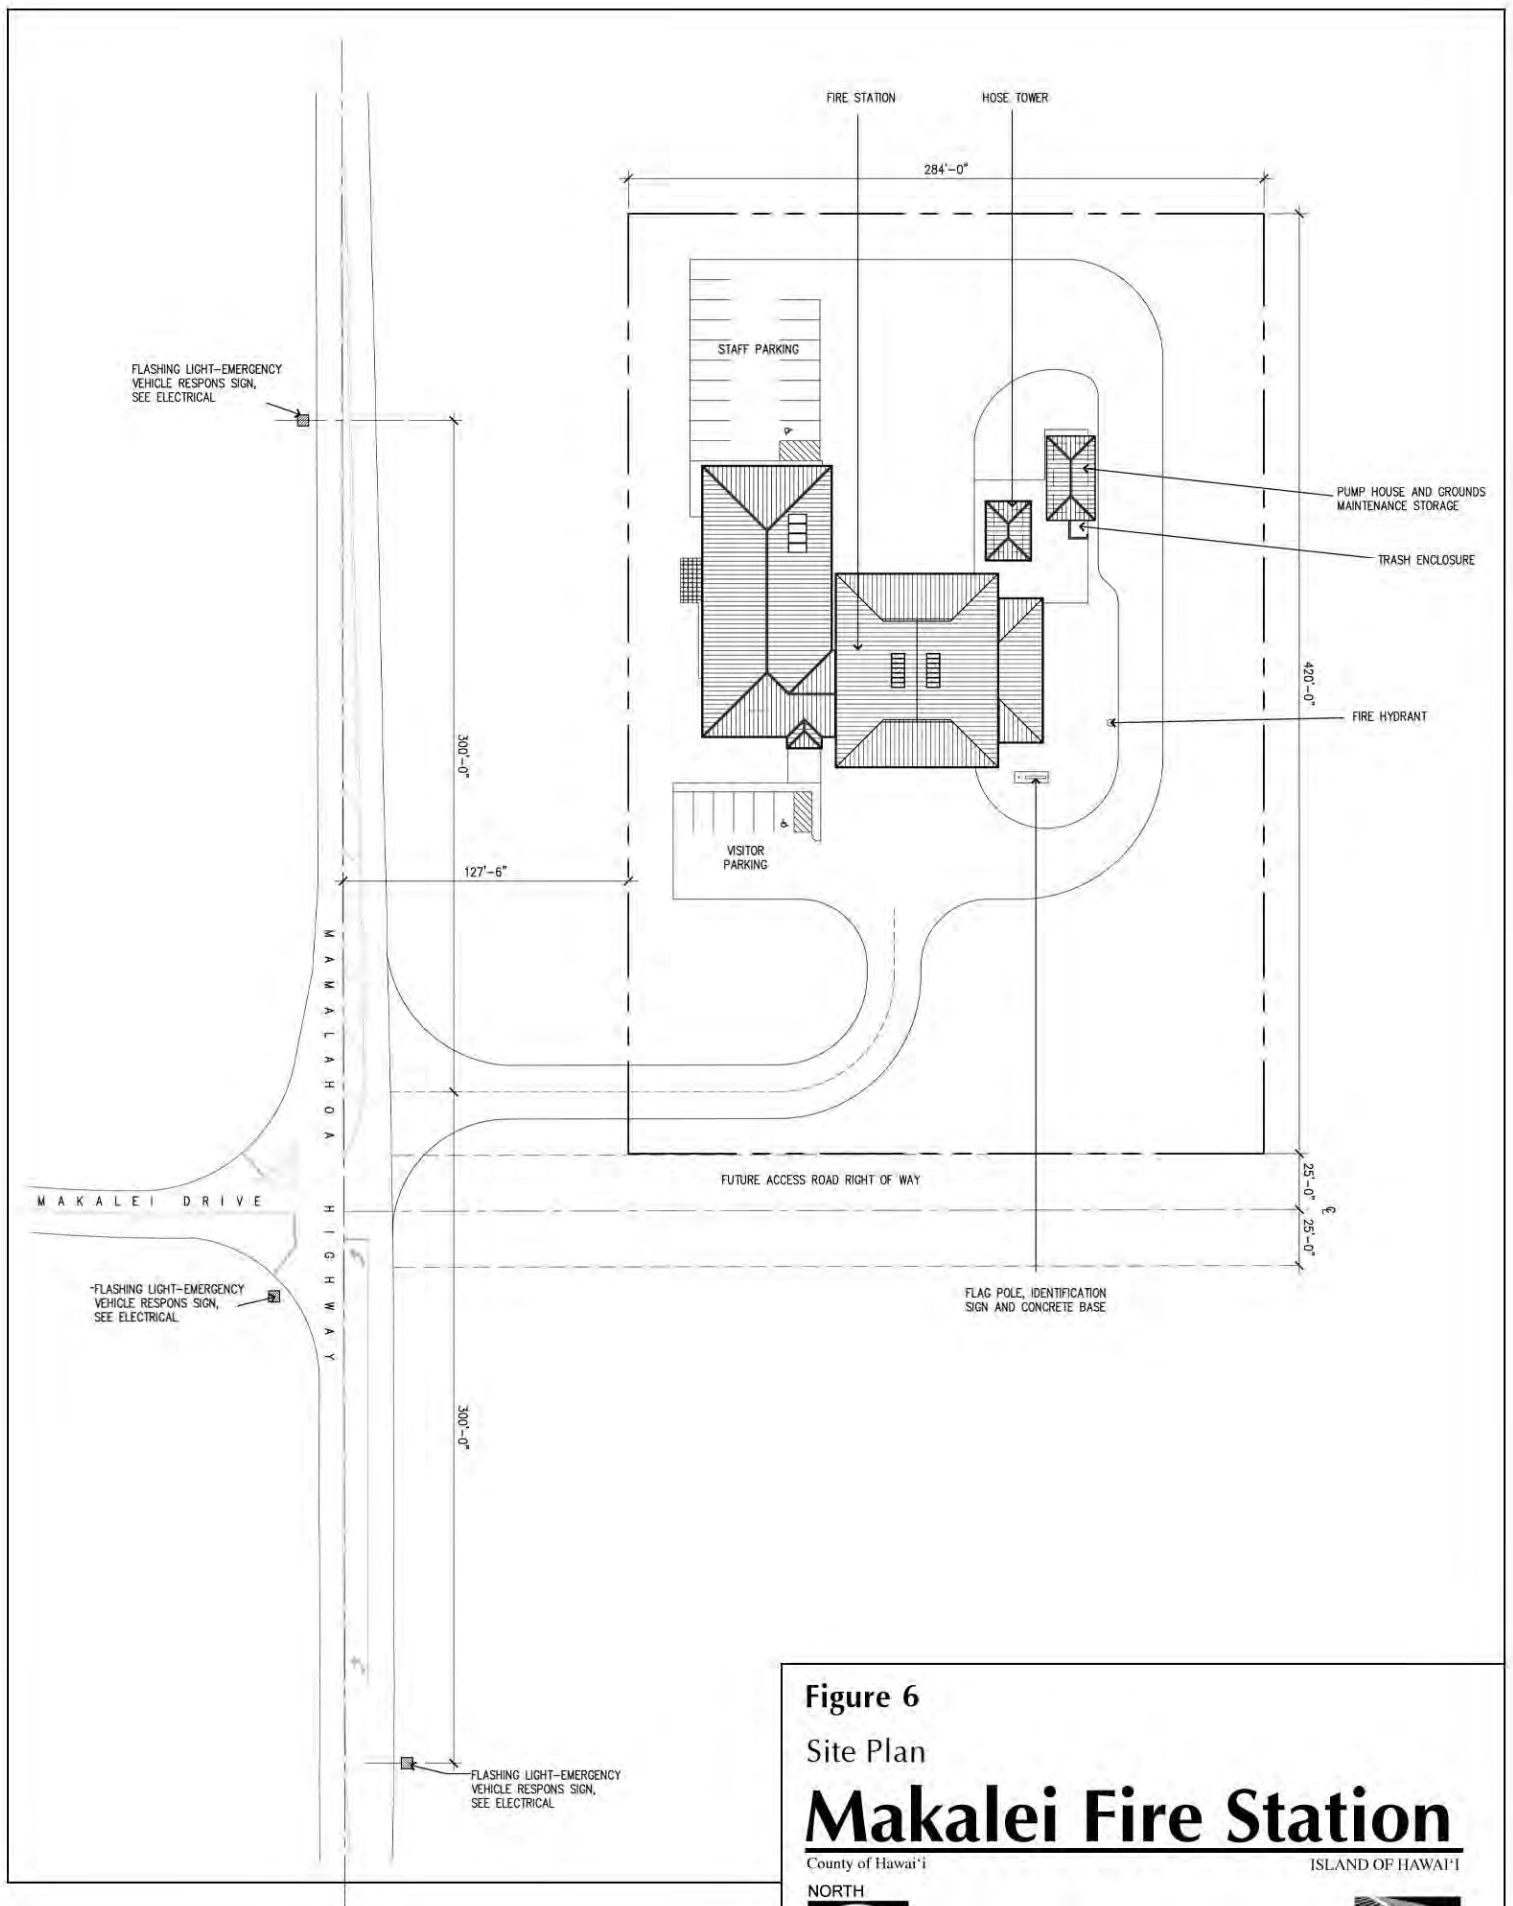 FIRE STATION
HOSE TOWER
284'-0"
STAFF PARKING
FLASHING LIGHT-EMERGENCY
VEHICLE RESPONS SIGN,
SEE ELECTRICAL
PUMP HOUSE AND GROUNDS
MAINTENANCE STORAGE
TRASH ENCLOSURE
420'-0"
FIRE HYDRANT
300'-0"
VISITOR
PARKING
127'-6"
MAMALAHOA HIGHWAY
FUTURE ACCESS ROAD RIGHT OF WAY
25'-0"
25'-0"
MAKALEI DRIVE
FLASHING LIGHT-EMERGENCY
VEHICLE RESPONS SIGN,
SEE ELECTRICAL
FLAG POLE, IDENTIFICATION
SIGN AND CONCRETE BASE
300'-0"
FLASHING LIGHT-EMERGENCY
VEHICLE RESPONS SIGN,
SEE ELECTRICAL
Figure 6
Site Plan
Makalei Fire Station
County of Hawai‘i
ISLAND OF HAWAI‘I
NORTH